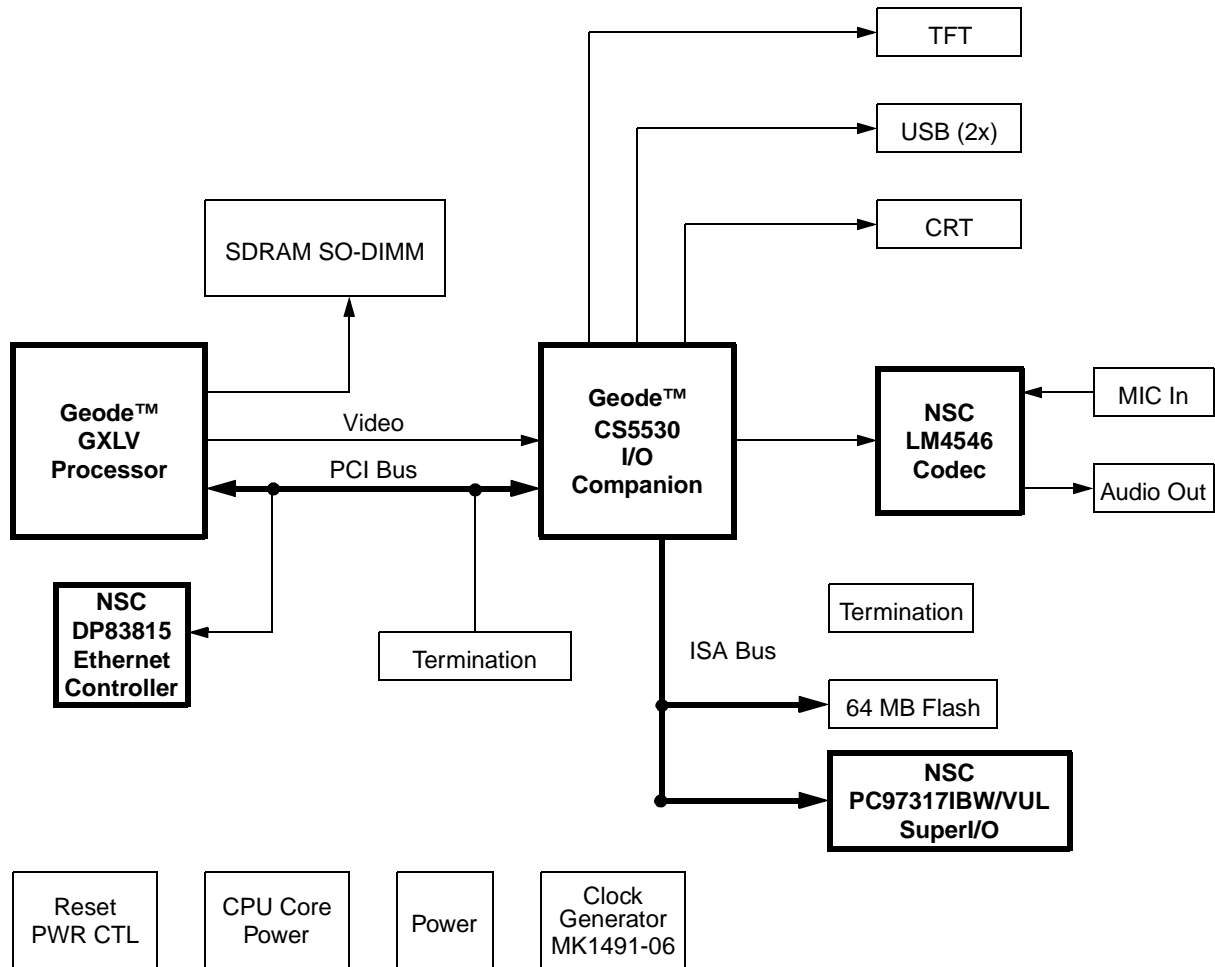 TFT
USB (2x)
CRT
SDRAM SO-DIMM
Geode™
GXLV
Processor
Video
PCI Bus
Geode™
CS5530
I/O
Companion
NSC
LM4546
Codec
MIC In
Audio Out
NSC
DP83815
Ethernet
Controller
Termination
Termination
ISA Bus
64 MB Flash
NSC
PC97317IBW/VUL
SuperI/O
Reset
PWR CTL
CPU Core
Power
Power
Clock
Generator
MK1491-06